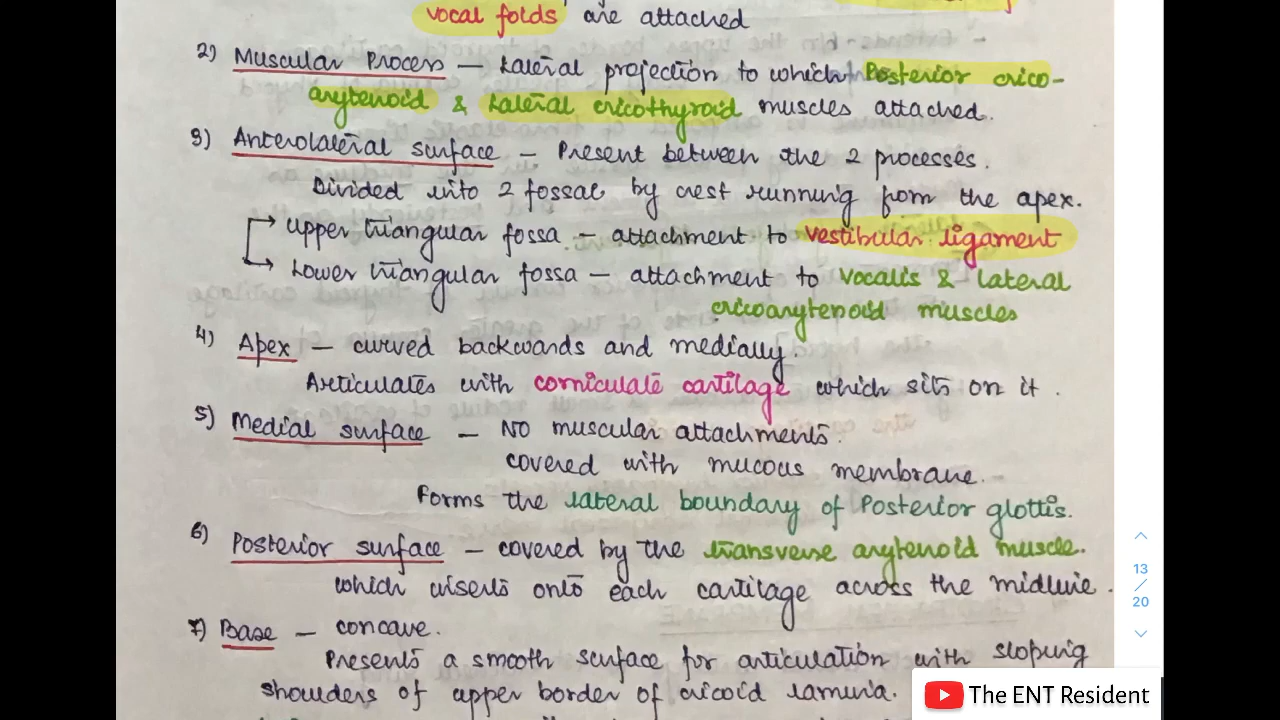 vocal folds are attached
2) Muscular Process – Lateral projection to which Posterior crico-
arytenoid & Lateral cricothyroid muscles attached.
3) Anterolateral surface – Present between the 2 processes.
Divided into 2 fossae by crest running from the apex.
→ upper triangular fossa – attachment to vestibular ligament
→ Lower triangular fossa – attachment to vocalis & lateral
cricoarytenoid muscles
4) Apex – curved backwards and medially.
Articulates with corniculate cartilage which sits on it.
5) Medial surface – No muscular attachments.
covered with mucous membrane.
Forms the lateral boundary of Posterior glottis.
6) Posterior surface – covered by the transverse arytenoid muscle.
which inserts onto each cartilage across the midline.
7) Base – concave.
Presents a smooth surface for articulation with sloping
shoulders of upper border of cricoid lamina.
13
/
20
The ENT Resident